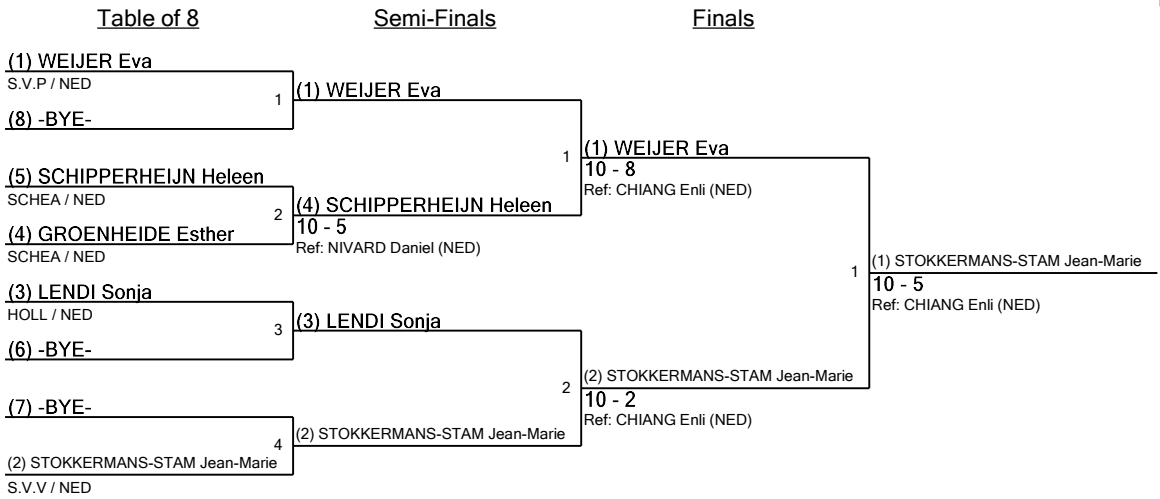 Table of 8
Semi-Finals
Finals
(1) WEIJER Eva
S.V.P / NED
1
(1) WEIJER Eva
(8) -BYE-
1
(1) WEIJER Eva
10 - 8
Ref: CHIANG Enli (NED)
(5) SCHIPPERHEIJN Heleen
SCHEA / NED
2
(4) SCHIPPERHEIJN Heleen
10 - 5
Ref: NIVARD Daniel (NED)
(4) GROENHEIDE Esther
SCHEA / NED
1
(1) STOKKERMANS-STAM Jean-Marie
10 - 5
Ref: CHIANG Enli (NED)
(3) LENDI Sonja
HOLL / NED
3
(3) LENDI Sonja
(6) -BYE-
2
(2) STOKKERMANS-STAM Jean-Marie
10 - 2
Ref: CHIANG Enli (NED)
(7) -BYE-
4
(2) STOKKERMANS-STAM Jean-Marie
(2) STOKKERMANS-STAM Jean-Marie
S.V.V / NED